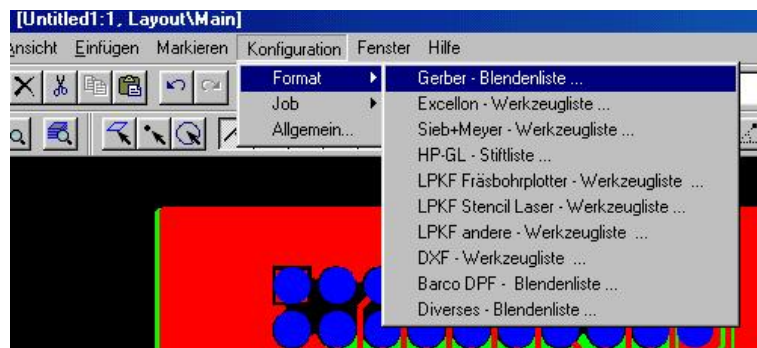 [Untitled1:1, Layout\Main]
Ansicht Einfügen Markieren Konfiguration Fenster Hilfe
Format
Job
Allgemein...
Gerber - Blendenliste ...
Excellon - Werkzeugliste ...
Sieb+Meyer - Werkzeugliste ...
HP-GL - Stiftliste ...
LPKF Fräsbohrplotter - Werkzeugliste ...
LPKF Stencil Laser - Werkzeugliste ...
LPKF andere - Werkzeugliste ...
DXF - Werkzeugliste ...
Barco DPF - Blendenliste ...
Diverses - Blendenliste ...